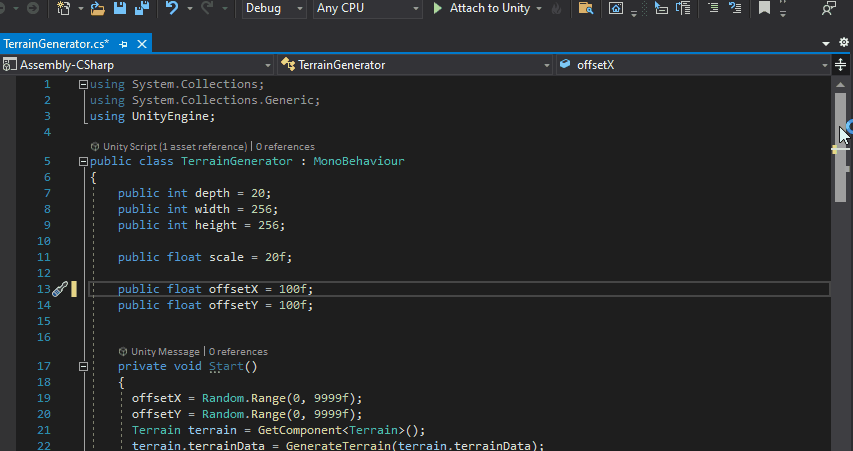 Debug Any CPU Attach to Unity
TerrainGenerator.cs*
Assembly-CSharp TerrainGenerator offsetX
1 using System.Collections;
2 using System.Collections.Generic;
3 using UnityEngine;
4
Unity Script (1 asset reference) | 0 references
5 public class TerrainGenerator : MonoBehaviour
6 {
7 public int depth = 20;
8 public int width = 256;
9 public int height = 256;
10
11 public float scale = 20f;
12
13 public float offsetX = 100f;
14 public float offsetY = 100f;
15
16
Unity Message | 0 references
17 private void Start()
18 {
19 offsetX = Random.Range(0, 9999f);
20 offsetY = Random.Range(0, 9999f);
21 Terrain terrain = GetComponent<Terrain>();
22 terrain.terrainData = GenerateTerrain(terrain.terrainData);